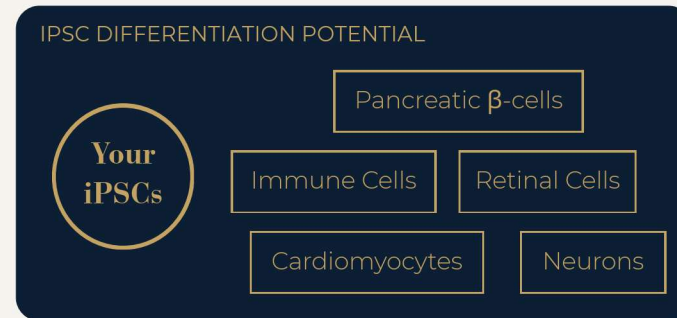 IPSC DIFFERENTIATION POTENTIAL
Your
iPSCs
Pancreatic β-cells
Immune Cells
Retinal Cells
Cardiomyocytes
Neurons